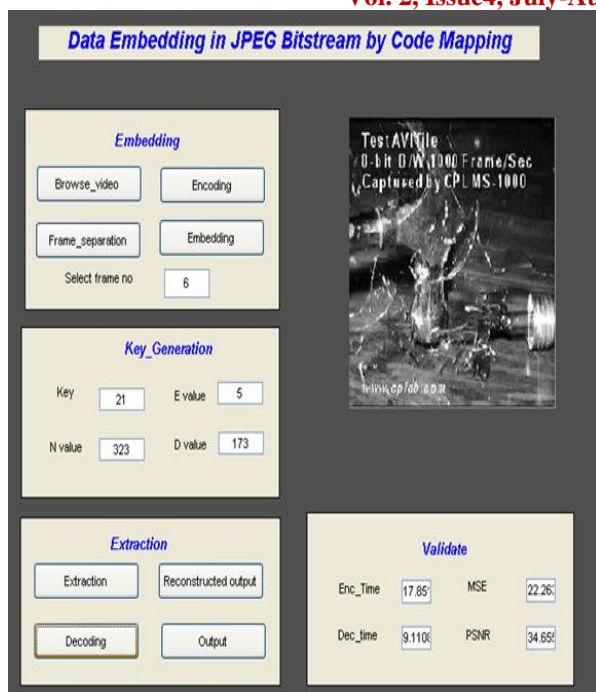 Vol. 2, Issue4, July-Au
Data Embedding in JPEG Bitstream by Code Mapping
Embedding
Browse_video Encoding
Frame_separation Embedding
Select frame no 6
Test AVI file
8-bit B/W,1000 Frame/Sec
Captured by CPL MS-1000
www.cplab.com
Key_Generation
Key 21 E value 5
N value 323 D value 173
Extraction
Extraction Reconstructed output
Decoding Output
Validate
Enc_Time 17.85 MSE 22.26
Dec_time 9.110 PSNR 34.65